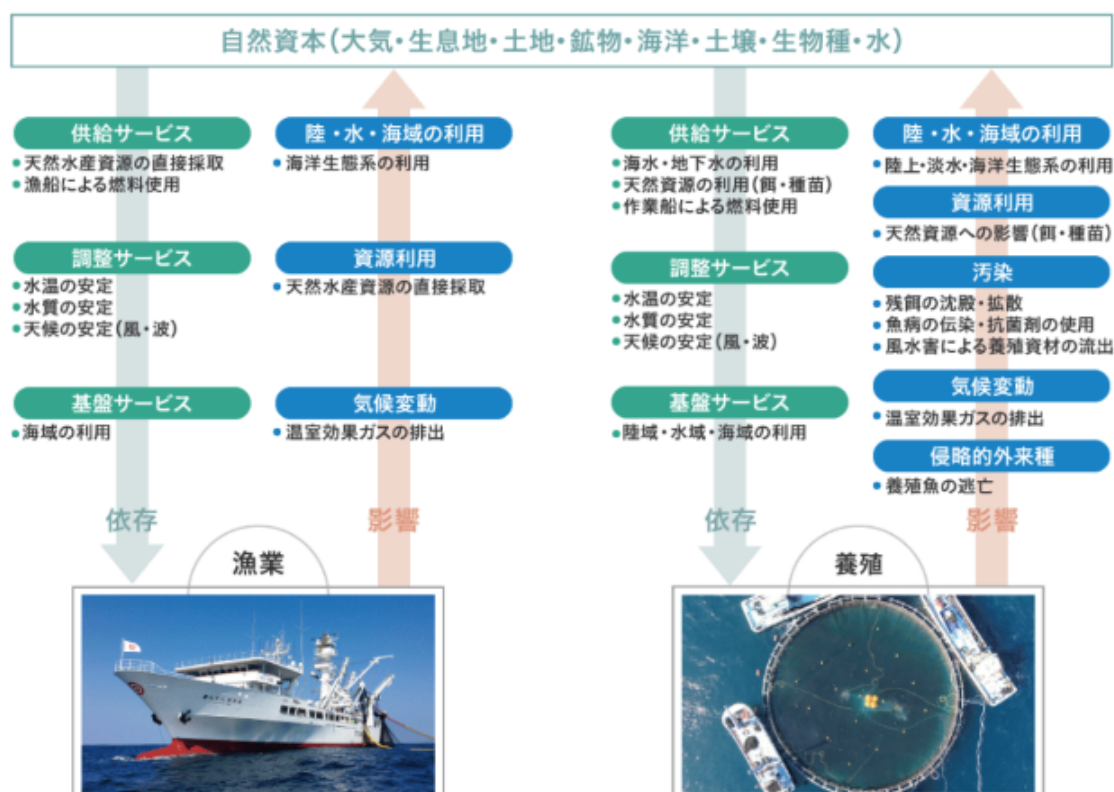 自然資本(大気・生息地・土地・鉱物・海洋・土壌・生物種・水)
供給サービス
•天然水産資源の直接採取
•漁船による燃料使用
調整サービス
•水温の安定
•水質の安定
•天候の安定(風・波)
基盤サービス
•海域の利用
依存
陸・水・海域の利用
•海洋生態系の利用
資源利用
•天然水産資源の直接採取
気候変動
•温室効果ガスの排出
影響
漁業
供給サービス
•海水・地下水の利用
•天然資源の利用(餌・種苗)
•作業船による燃料使用
調整サービス
•水温の安定
•水質の安定
•天候の安定(風・波)
基盤サービス
•陸域・水域・海域の利用
依存
陸・水・海域の利用
•陸上・淡水・海洋生態系の利用
資源利用
•天然資源への影響(餌・種苗)
汚染
•残餌の沈殿・拡散
•魚病の伝染・抗菌剤の使用
•風水害による養殖資材の流出
気候変動
•温室効果ガスの排出
侵略的外来種
•養殖魚の逃亡
影響
養殖